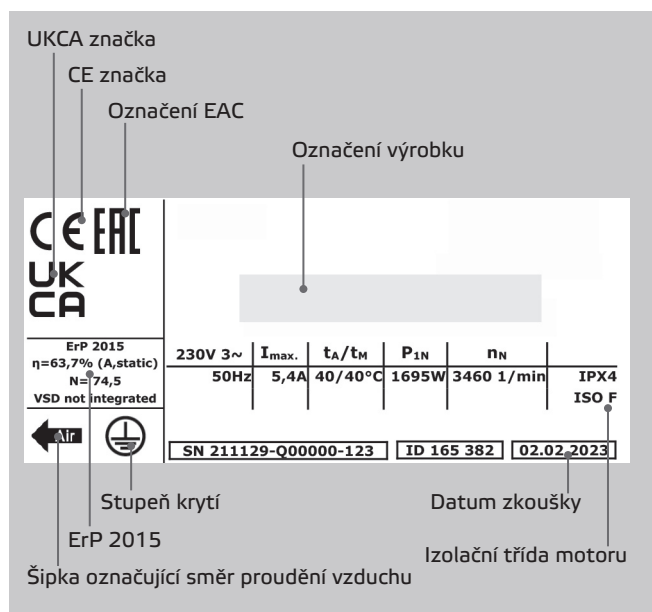 UKCA značka
CE značka
Označení EAC
Označení výrobku
CE EAC
UK
CA
ErP 2015
η=63,7% (A,static)
N= 74,5
VSD not integrated
230V 3~ Imax. tA/tM P1N nN
50Hz 5,4A 40/40°C 1695W 3460 1/min IPX4
ISO F
Air
SN 211129-Q00000-123 ID 165 382 02.02.2023
Stupeň krytí
Datum zkoušky
ErP 2015
Izolační třída motoru
Šipka označující směr proudění vzduchu